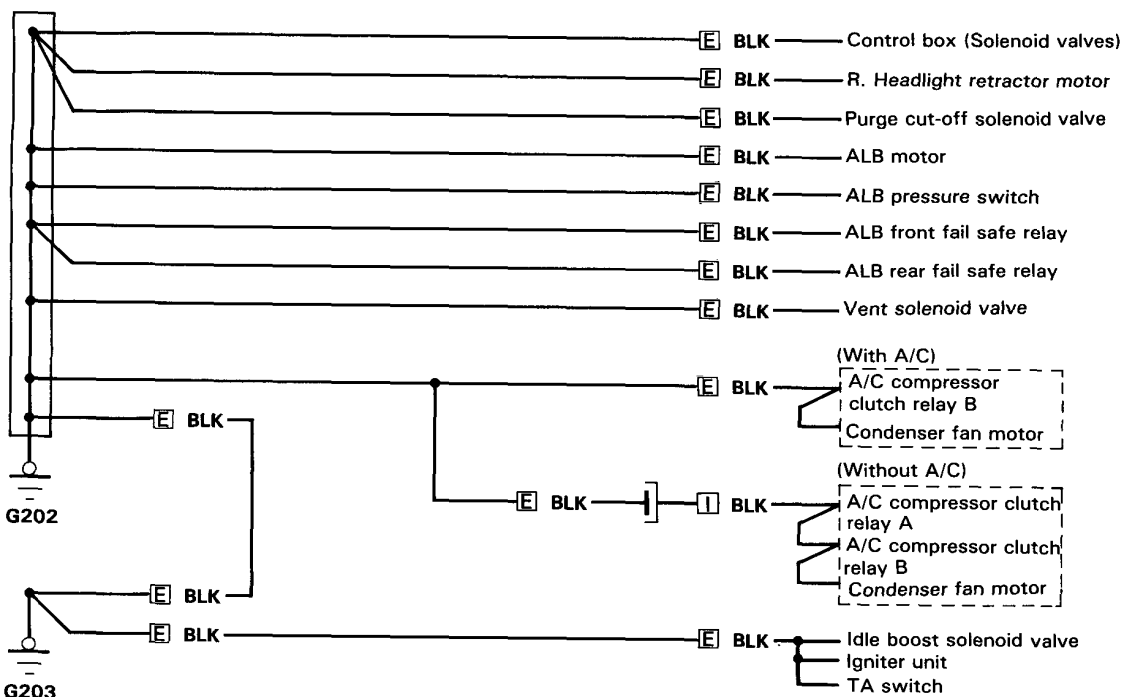 E BLK Control box (Solenoid valves)
E BLK R. Headlight retractor motor
E BLK Purge cut-off solenoid valve
E BLK ALB motor
E BLK ALB pressure switch
E BLK ALB front fail safe relay
E BLK ALB rear fail safe relay
E BLK Vent solenoid valve
(With A/C)
E BLK A/C compressor
clutch relay B
Condenser fan motor
E BLK
G202
(Without A/C)
E BLK I BLK A/C compressor clutch
relay A
A/C compressor clutch
relay B
Condenser fan motor
E BLK
E BLK E BLK Idle boost solenoid valve
Igniter unit
TA switch
G203